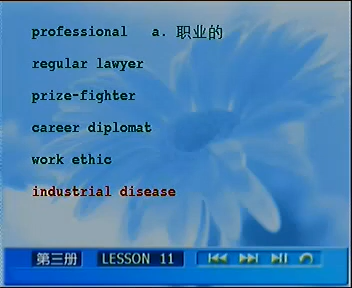 professional a. 职业的
regular lawyer
prize-fighter
career diplomat
work ethic
industrial disease
第三册 LESSON 11